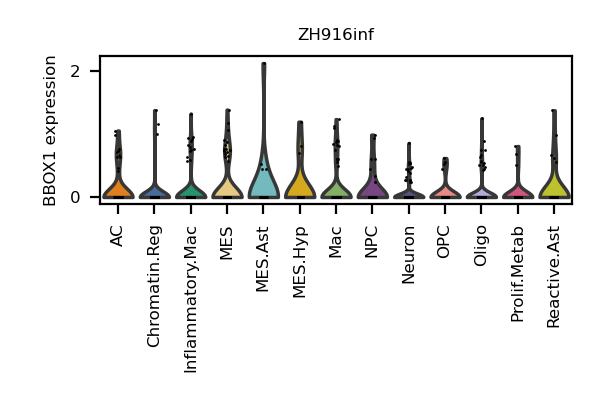 ZH916inf
BBOX1 expression
2
0
AC
Chromatin.Reg
Inflammatory.Mac
MES
MES.Ast
MES.Hyp
Mac
NPC
Neuron
OPC
Oligo
Prolif.Metab
Reactive.Ast